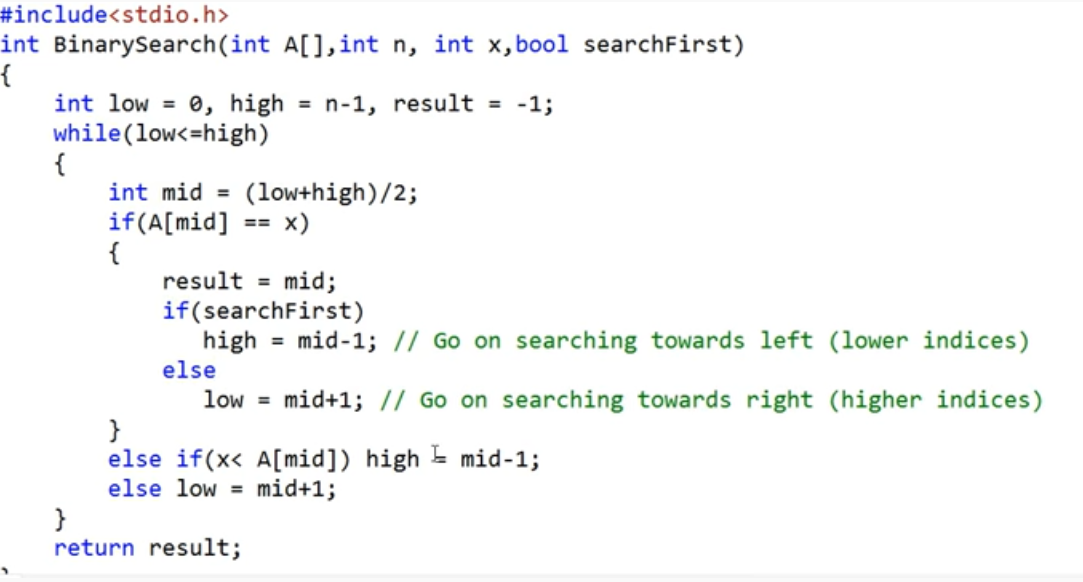 #include<stdio.h>
int BinarySearch(int A[],int n, int x,bool searchFirst)
{
    int low = 0, high = n-1, result = -1;
    while(low<=high)
    {
        int mid = (low+high)/2;
        if(A[mid] == x)
        {
            result = mid;
            if(searchFirst)
               high = mid-1; // Go on searching towards left (lower indices)
            else
               low = mid+1; // Go on searching towards right (higher indices)
        }
        else if(x< A[mid]) high = mid-1;
        else low = mid+1;
    }
    return result;